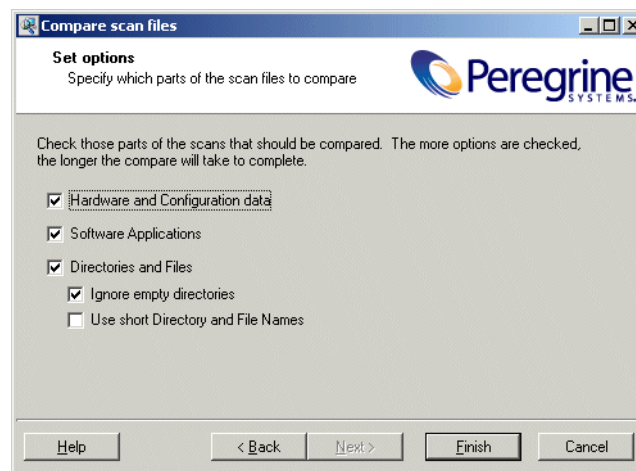 Compare scan files
Set options
Specify which parts of the scan files to compare
Peregrine
SYSTEMS
Check those parts of the scans that should be compared. The more options are checked,
the longer the compare will take to complete.
Hardware and Configuration data
Software Applications
Directories and Files
Ignore empty directories
Use short Directory and File Names
Help
< Back
Next >
Finish
Cancel